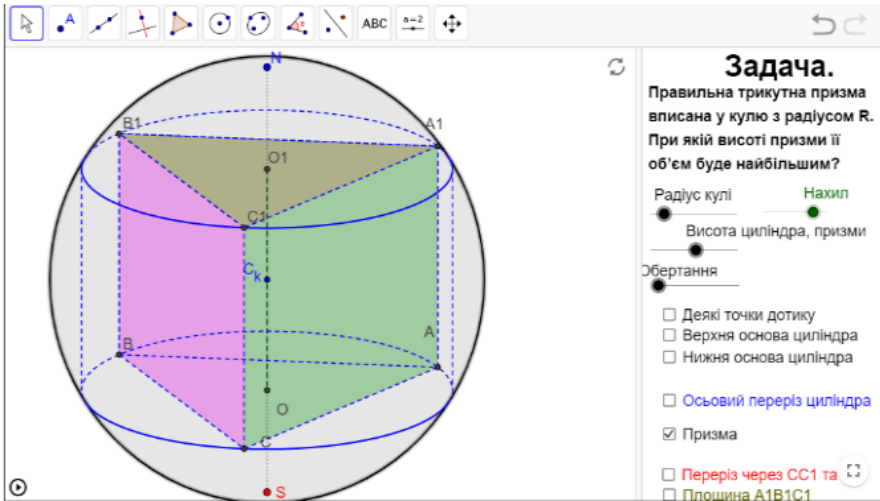 ABC
a=2
N
B1
A1
O1
C1
Ck
B
A
O
C
S
Задача.
Правильна трикутна призма
вписана у кулю з радіусом R.
При якій висоті призми її
об'єм буде найбільшим?
Радіус кулі
Нахил
Висота циліндра, призми
Обертання
Деякі точки дотику
Верхня основа циліндра
Нижня основа циліндра
Осьовий переріз циліндра
Призма
Переріз через СС1 та
Площина А1В1С1